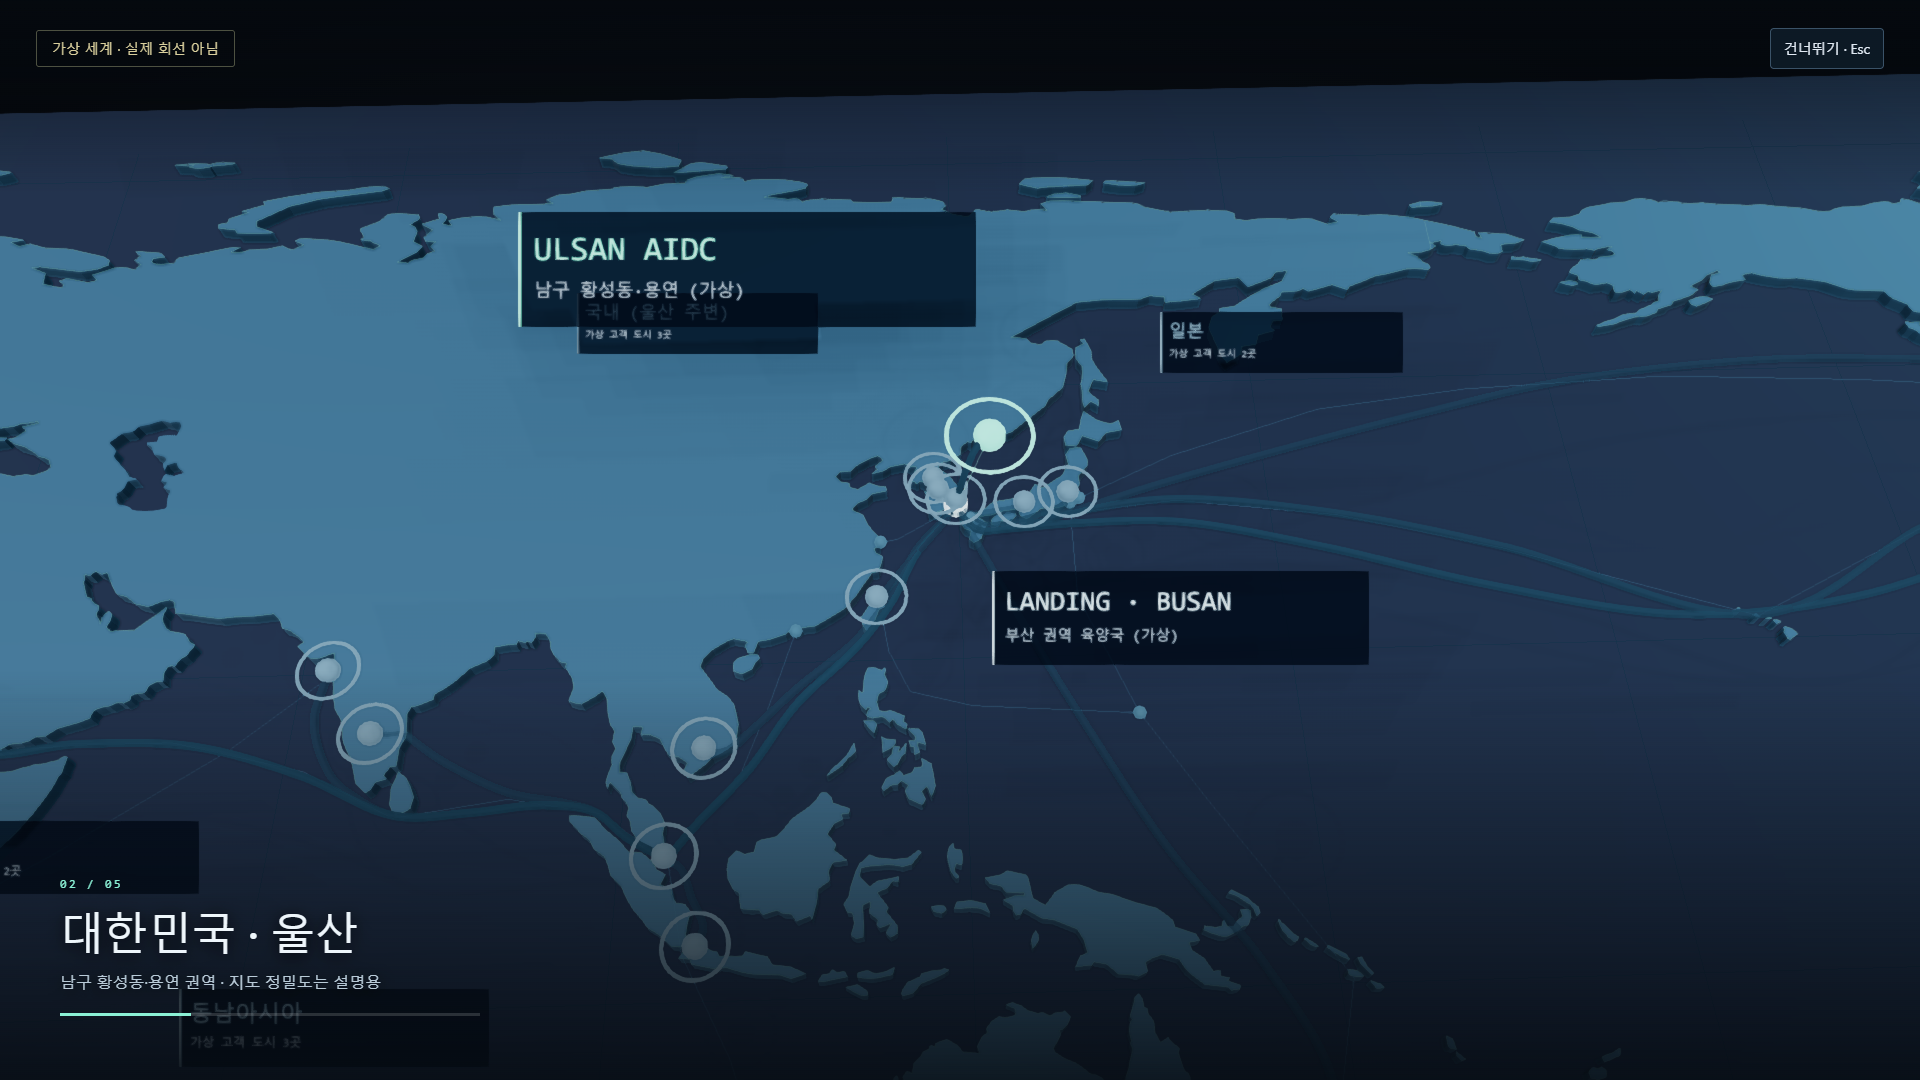 가상 세계 · 실제 회선 아님
건너뛰기 · Esc
ULSAN AIDC
남구 황성동·용연 (가상)
국내 (울산 주변)
가상 고객 도시 3곳
일본
가상 고객 도시 2곳
LANDING · BUSAN
부산 권역 육양국 (가상)
2곳
02 / 05
대한민국 · 울산
남구 황성동·용연 권역 · 지도 정밀도는 설명용
동남아시아
가상 고객 도시 3곳